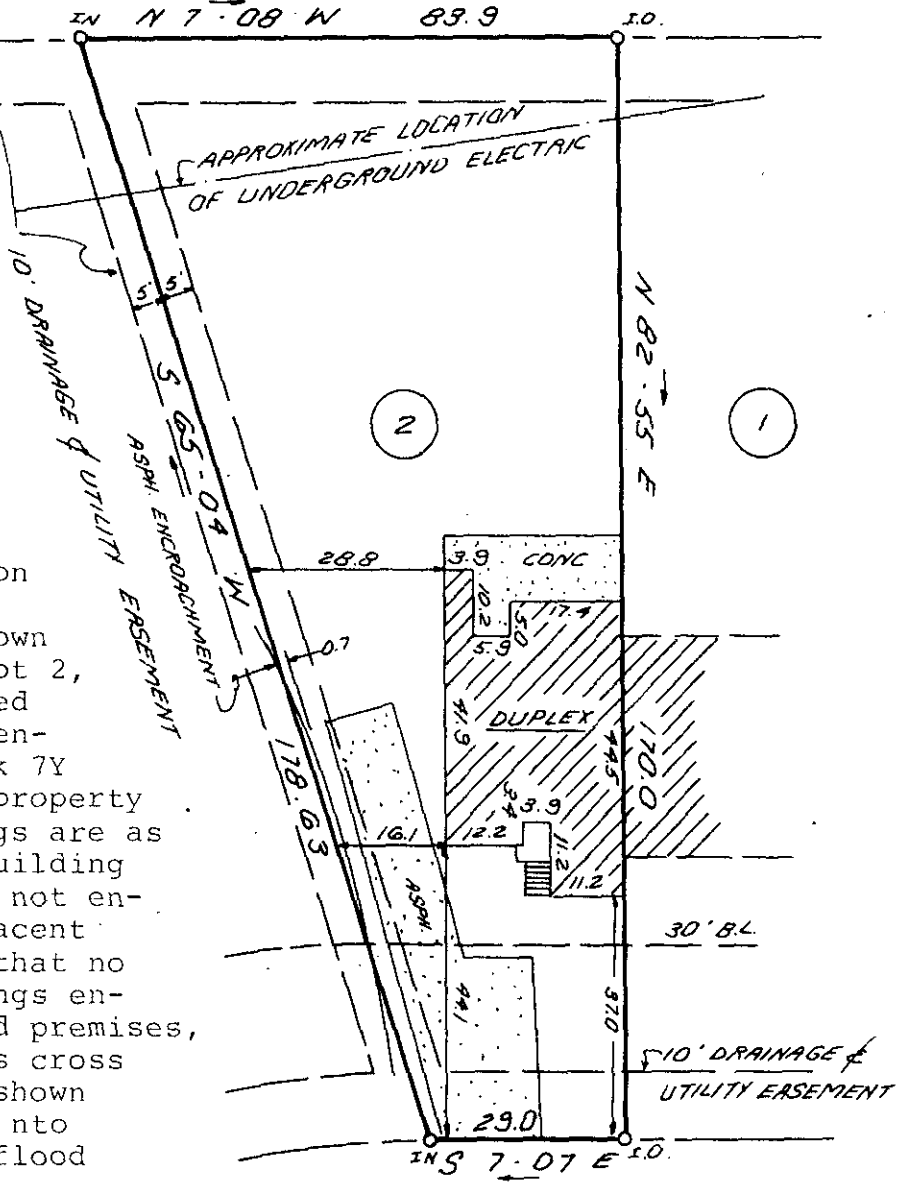 IN N 7-08 W 83.9 I.O.
APPROXIMATE LOCATION
OF UNDERGROUND ELECTRIC
10' DRAINAGE & UTILITY EASEMENT
5' 5'
S 65-04 W
178.63
ASPH. ENCROACHMENT
0.7
N 82-55 E
170.0
2
1
28.8
3.9
CONC
10.2
5.9
5.0
17.4
DUPLEX
41.9
44.5
3.4
3.9
16.1
12.2
11.2
11.2
ASPH.
30' B.L.
44.1
37.0
10' DRAINAGE &
UTILITY EASEMENT
29.0
IN S 7-07 E I.O.
on
own
ot 2,
ed
en-
k 7Y
property
gs are as
uilding
not en-
acent
that no
ngs en-
d premises,
s cross
shown
nto
flood